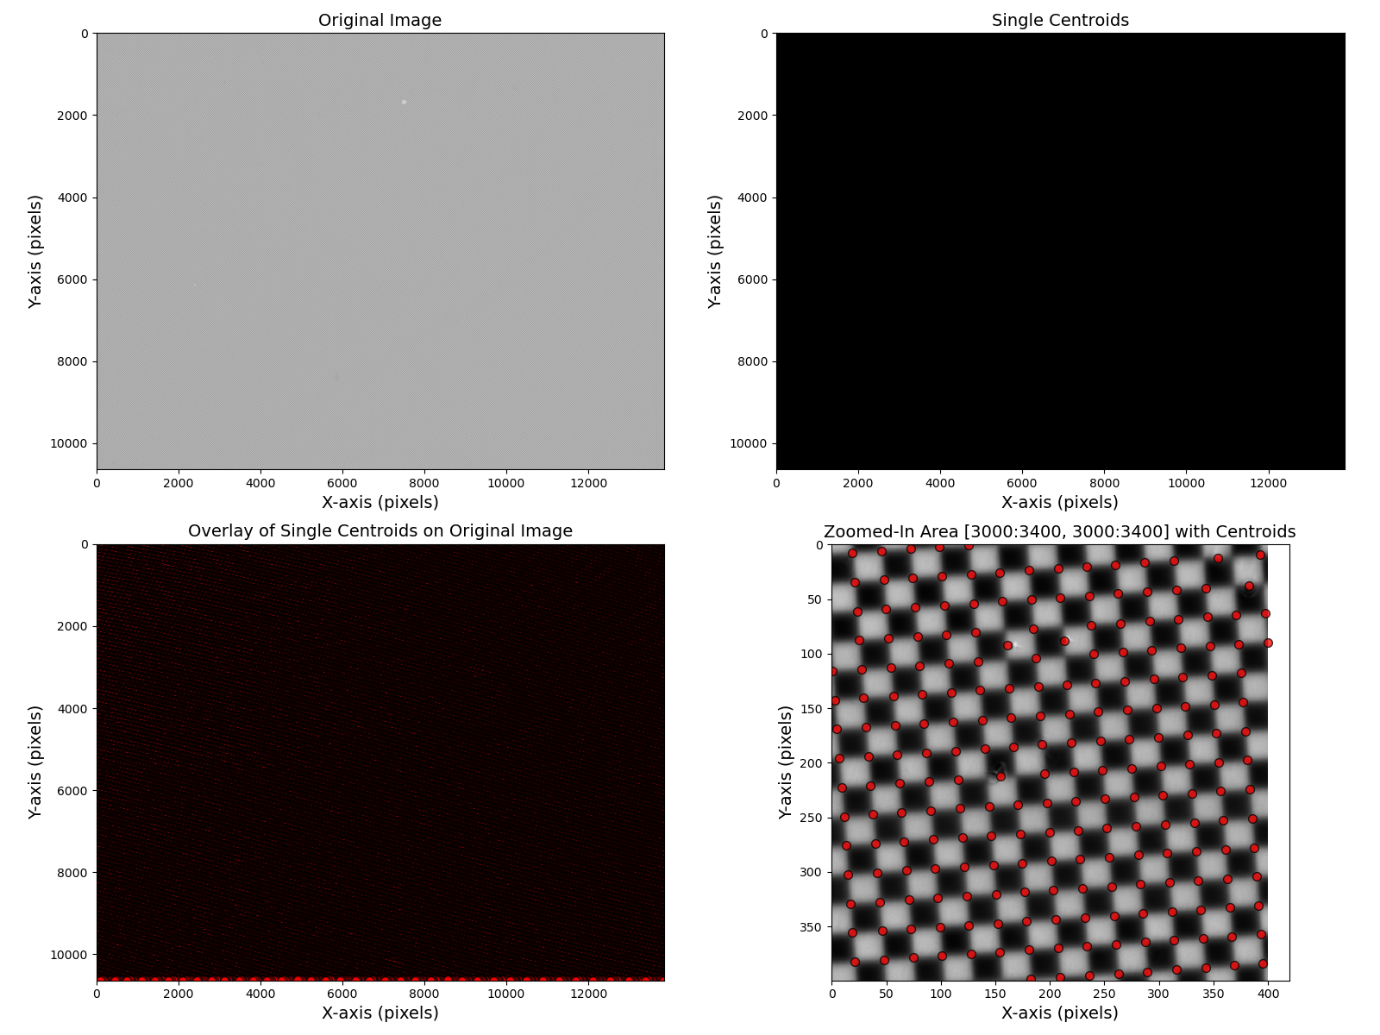 Original Image
0
2000
4000
6000
8000
10000
Y-axis (pixels)
0 2000 4000 6000 8000 10000 12000
X-axis (pixels)
Single Centroids
0
2000
4000
6000
8000
10000
Y-axis (pixels)
0 2000 4000 6000 8000 10000 12000
X-axis (pixels)
Overlay of Single Centroids on Original Image
0
2000
4000
6000
8000
10000
Y-axis (pixels)
0 2000 4000 6000 8000 10000 12000
X-axis (pixels)
Zoomed-In Area [3000:3400, 3000:3400] with Centroids
0
50
100
150
200
250
300
350
Y-axis (pixels)
0 50 100 150 200 250 300 350 400
X-axis (pixels)